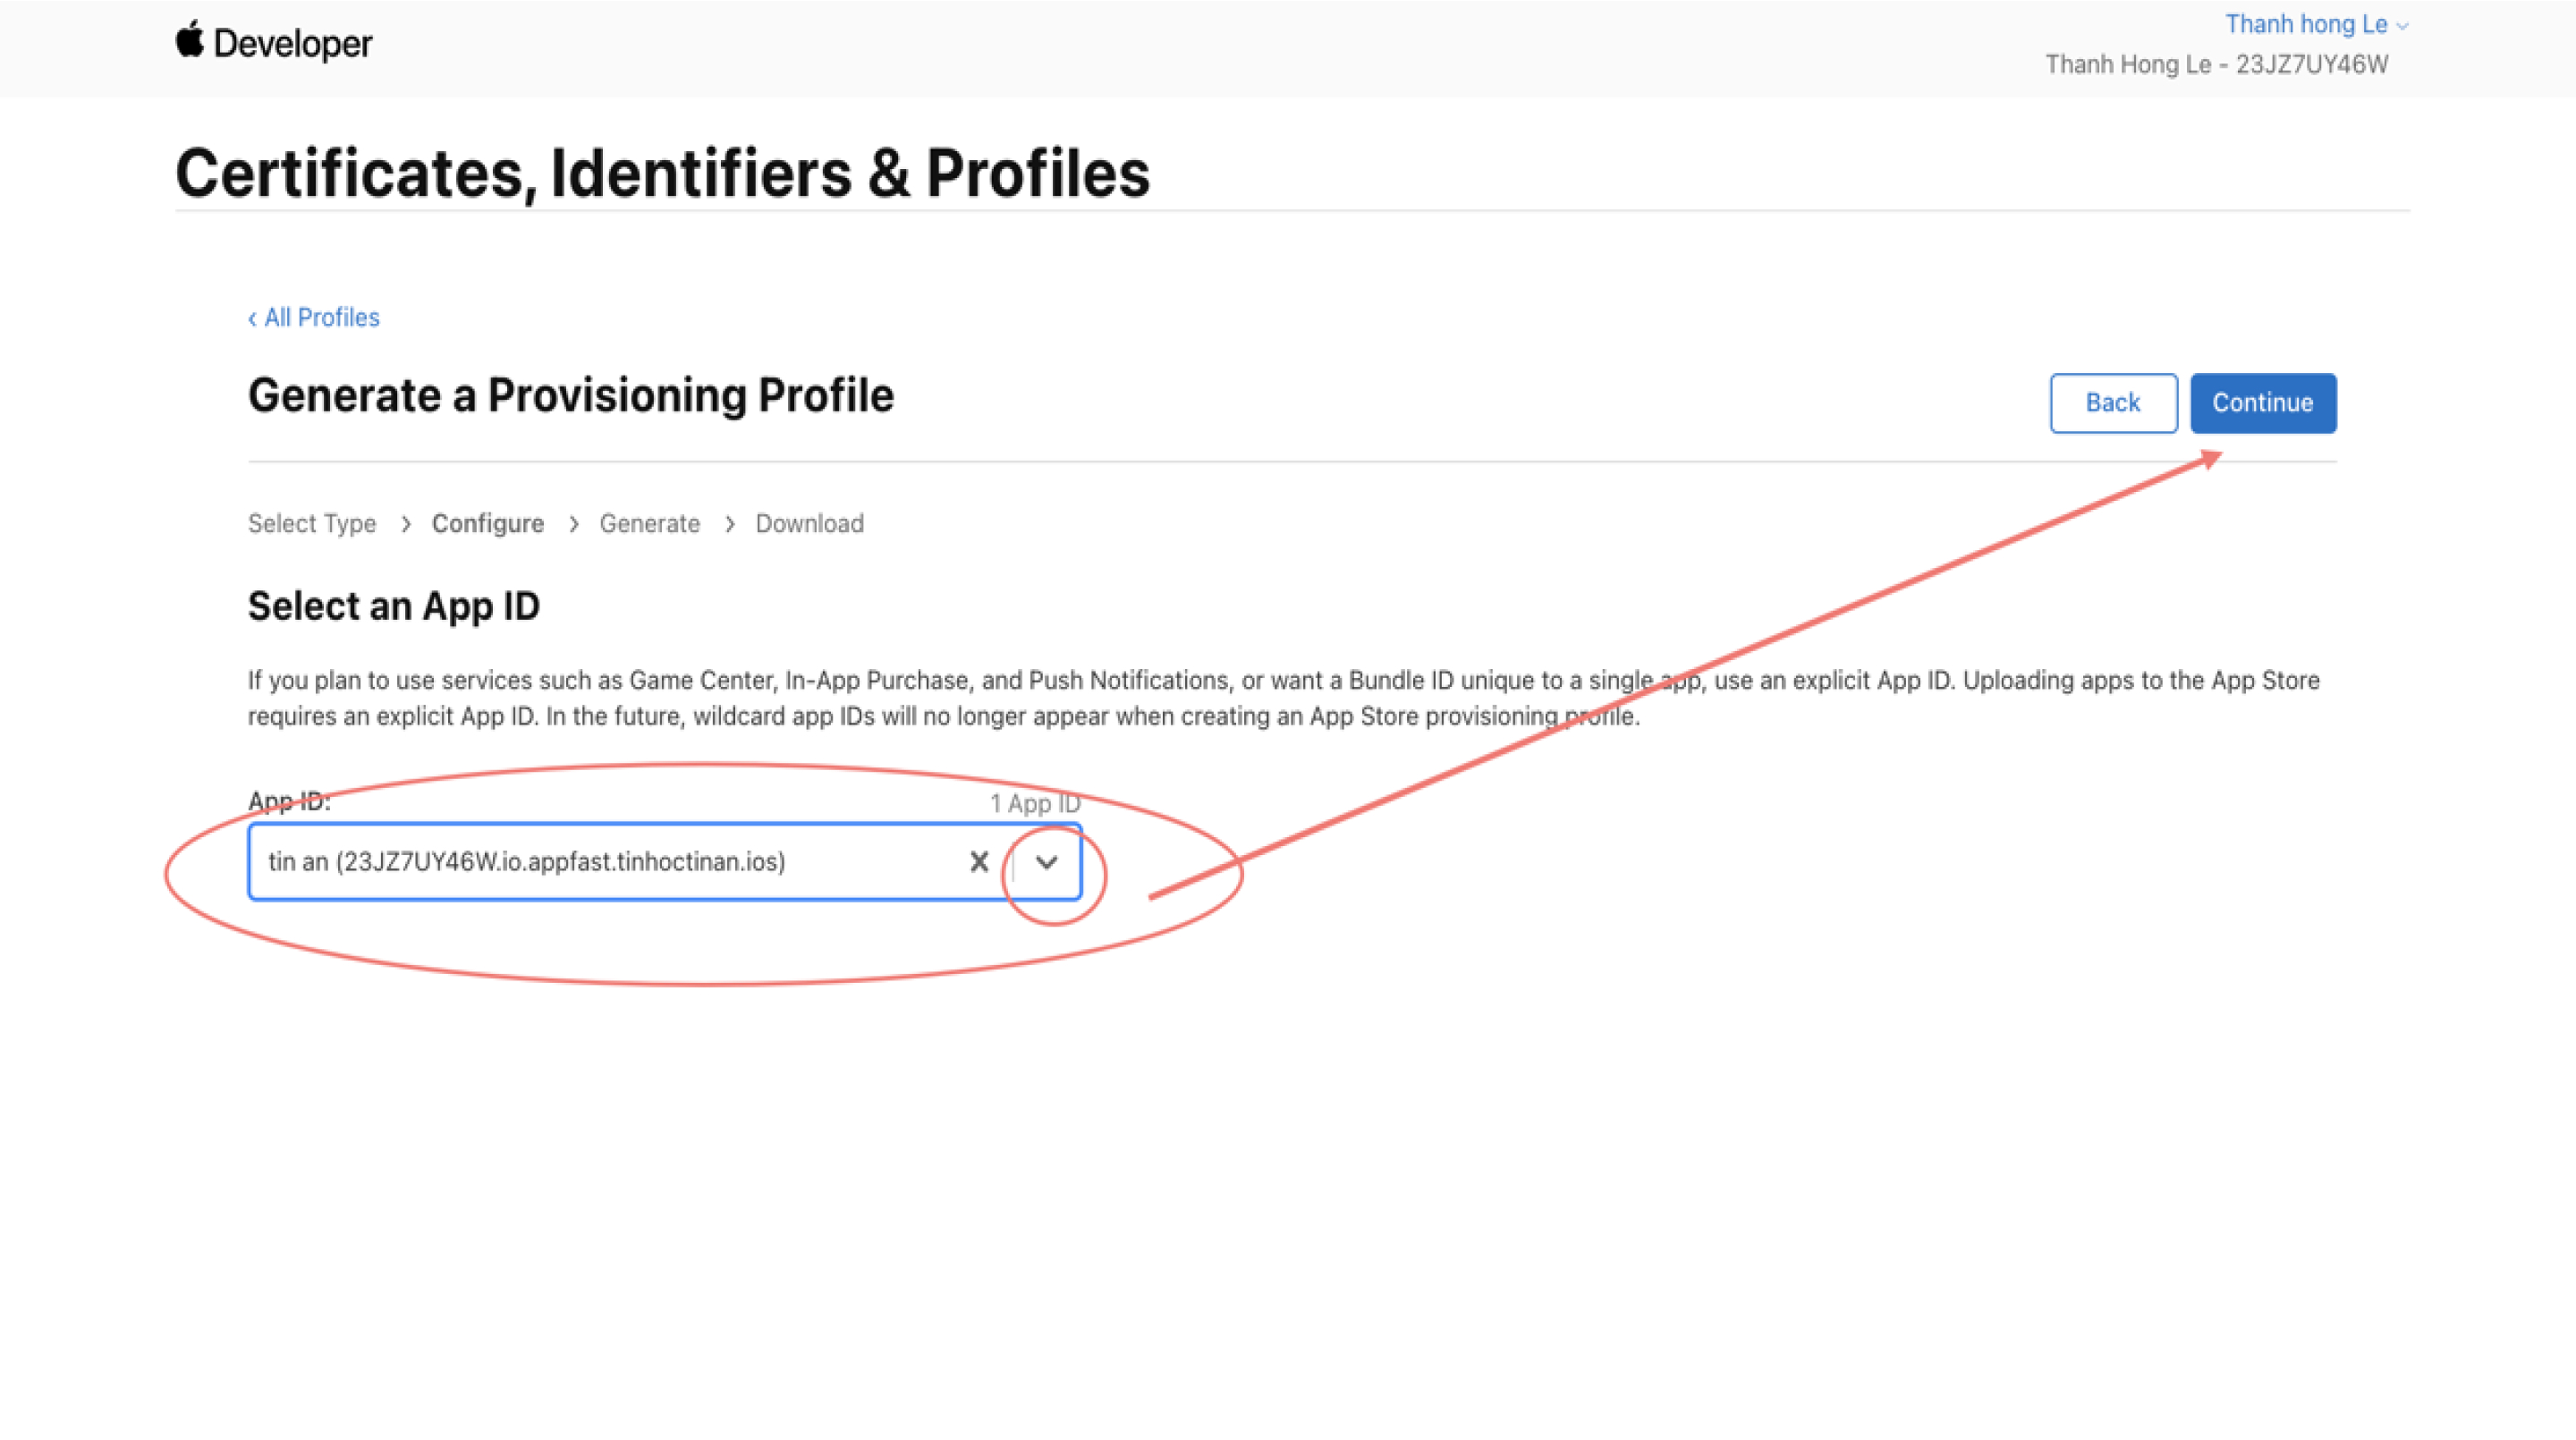 Developer
Thanh hong Le
Thanh Hong Le - 23JZ7UY46W
Certificates, Identifiers & Profiles
‹ All Profiles
Generate a Provisioning Profile
Back
Continue
Select Type > Configure > Generate > Download
Select an App ID
If you plan to use services such as Game Center, In-App Purchase, and Push Notifications, or want a Bundle ID unique to a single app, use an explicit App ID. Uploading apps to the App Store
requires an explicit App ID. In the future, wildcard app IDs will no longer appear when creating an App Store provisioning profile.
App ID:
1 App ID
tin an (23JZ7UY46W.io.appfast.tinhoctinan.ios)